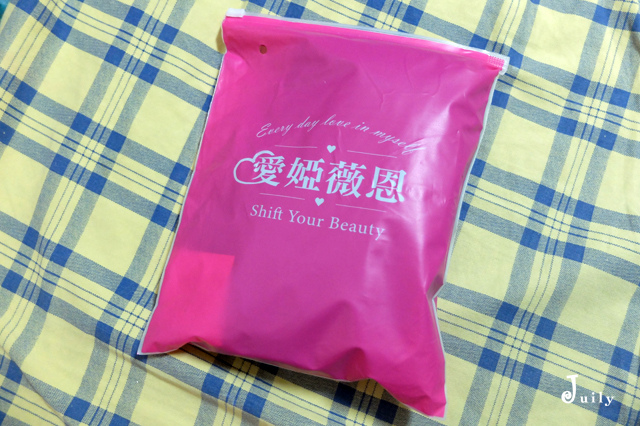 Every day love in myself
愛婭薇恩
Shift Your Beauty
Juily